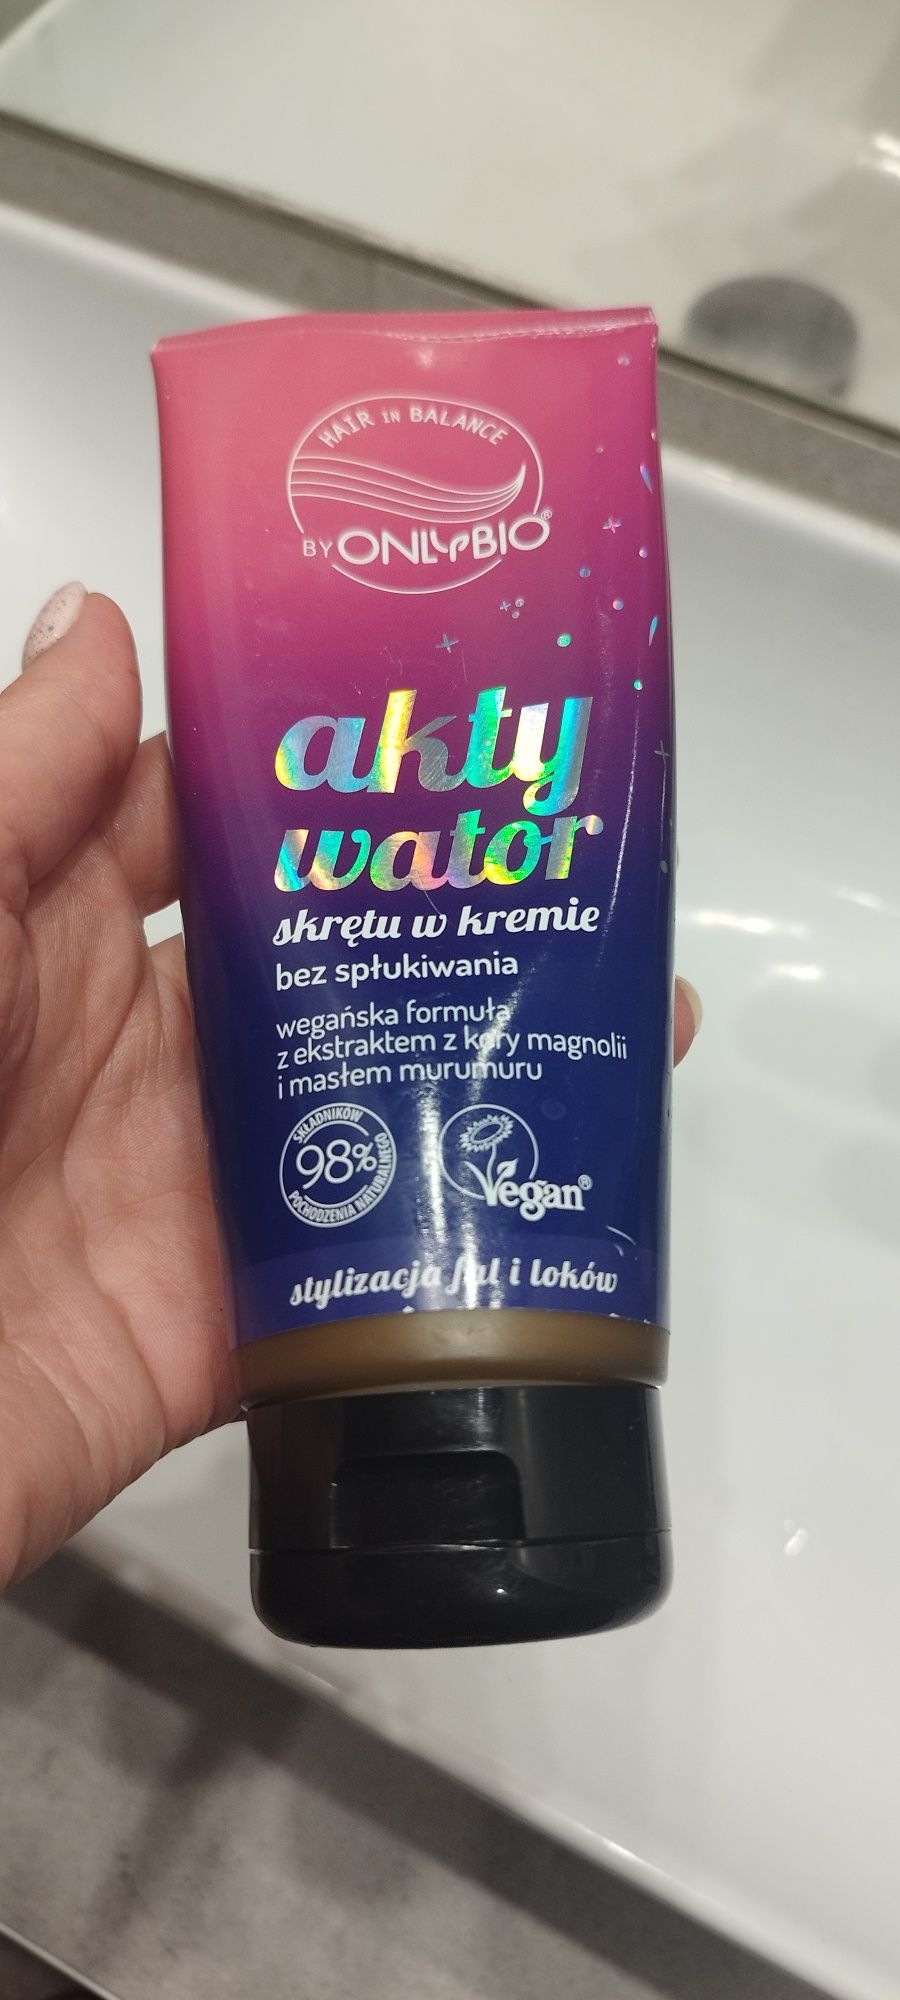 HAIR IN BALANCE
BY ONLYBIO®
akty
wator
skrętu w kremie
bez spłukiwania
wegańska formuła
z ekstraktem z kory magnolii
i masłem murumuru
SKŁADNIKÓW
98%
POCHODZENIA NATURALNEGO
Vegan®
stylizacja fal i loków